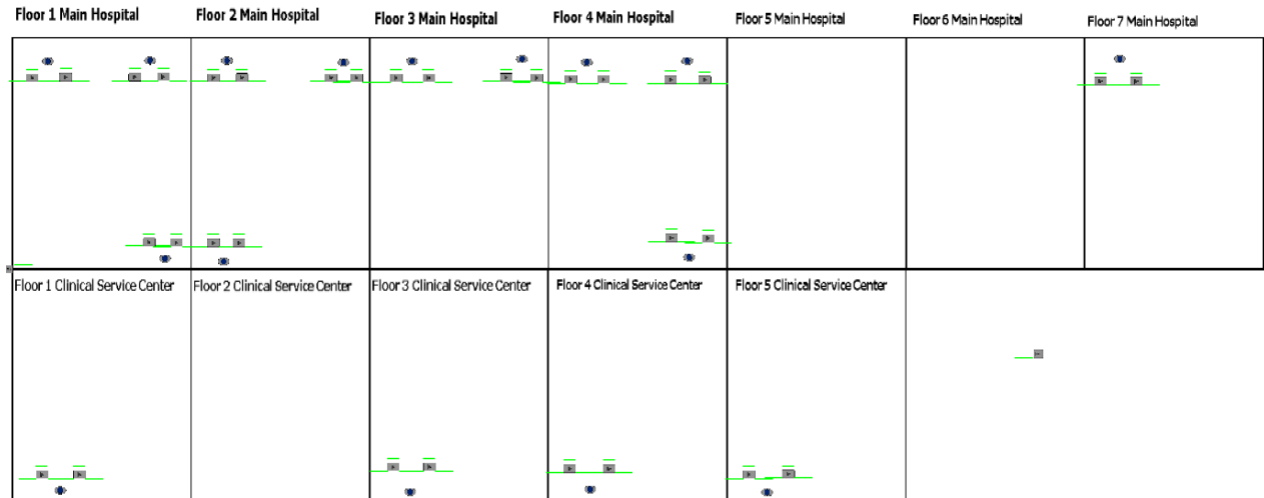 Floor 1 Main Hospital
Floor 2 Main Hospital
Floor 3 Main Hospital
Floor 4 Main Hospital
Floor 5 Main Hospital
Floor 6 Main Hospital
Floor 7 Main Hospital
Floor 1 Clinical Service Center
Floor 2 Clinical Service Center
Floor 3 Clinical Service Center
Floor 4 Clinical Service Center
Floor 5 Clinical Service Center